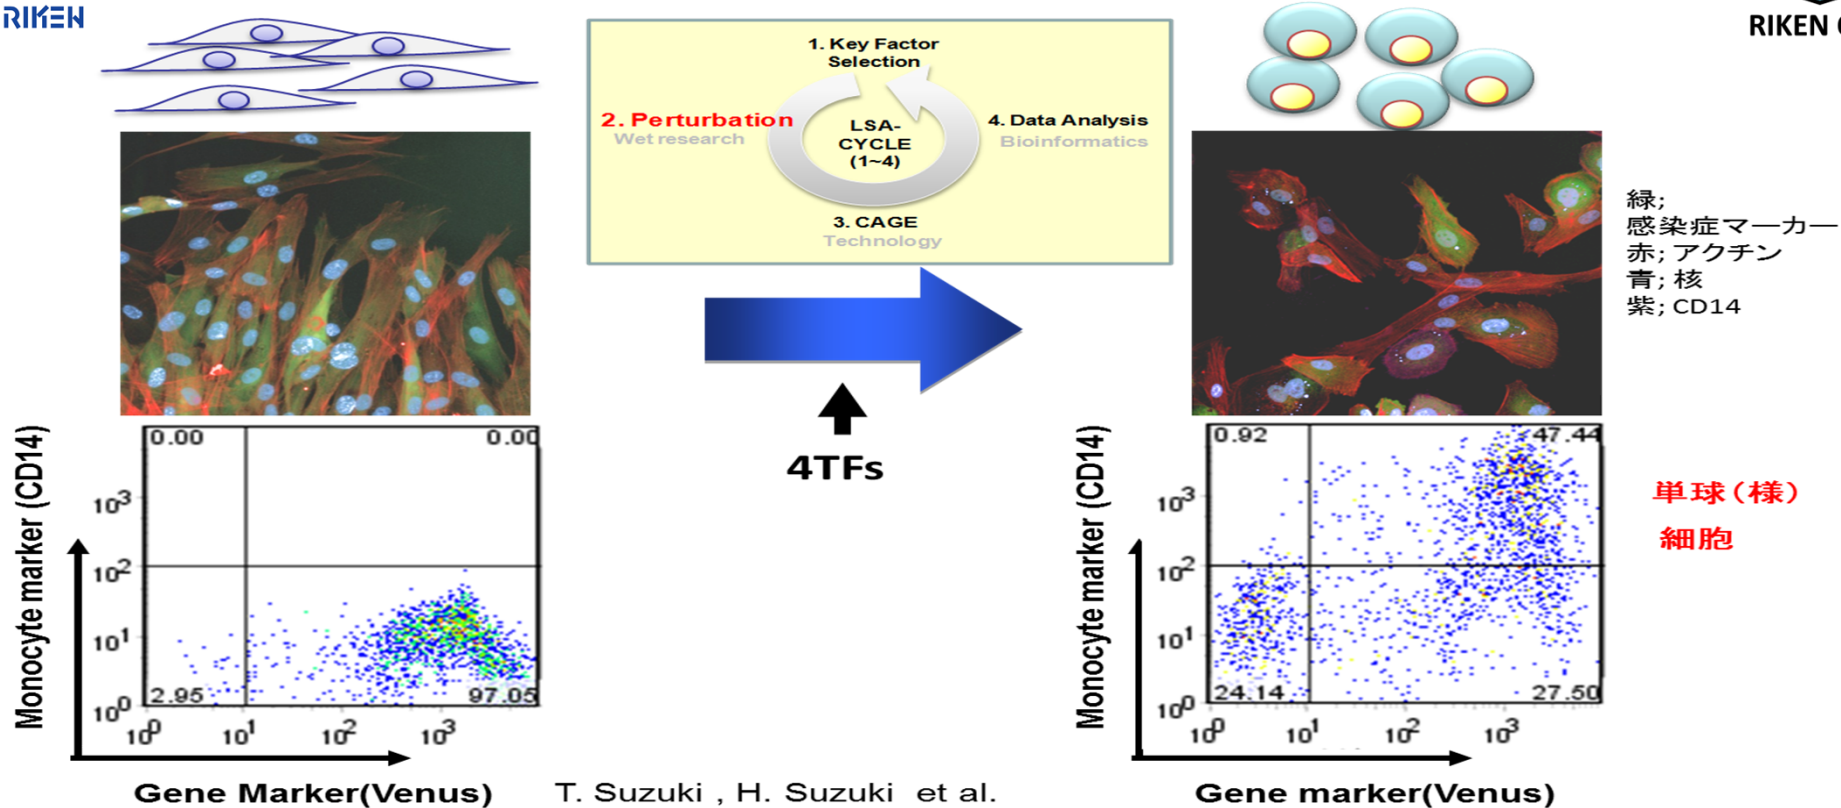 RIKEN
RIKEN
1. Key Factor
Selection
2. Perturbation
Wet research
LSA-
CYCLE
(1~4)
4. Data Analysis
Bioinformatics
3. CAGE
Technology
緑;
感染症マーカー
赤; アクチン
青; 核
紫; CD14
4TFs
Monocyte marker (CD14)
0.00
0.00
10³
10²
10¹
10⁰
2.95
97.05
10⁰
10¹
10²
10³
Gene Marker(Venus)
Monocyte marker (CD14)
0.92
47.44
10³
10²
10¹
10⁰
24.14
27.50
10⁰
10¹
10²
10³
Gene marker(Venus)
単球(様)
細胞
T. Suzuki , H. Suzuki et al.